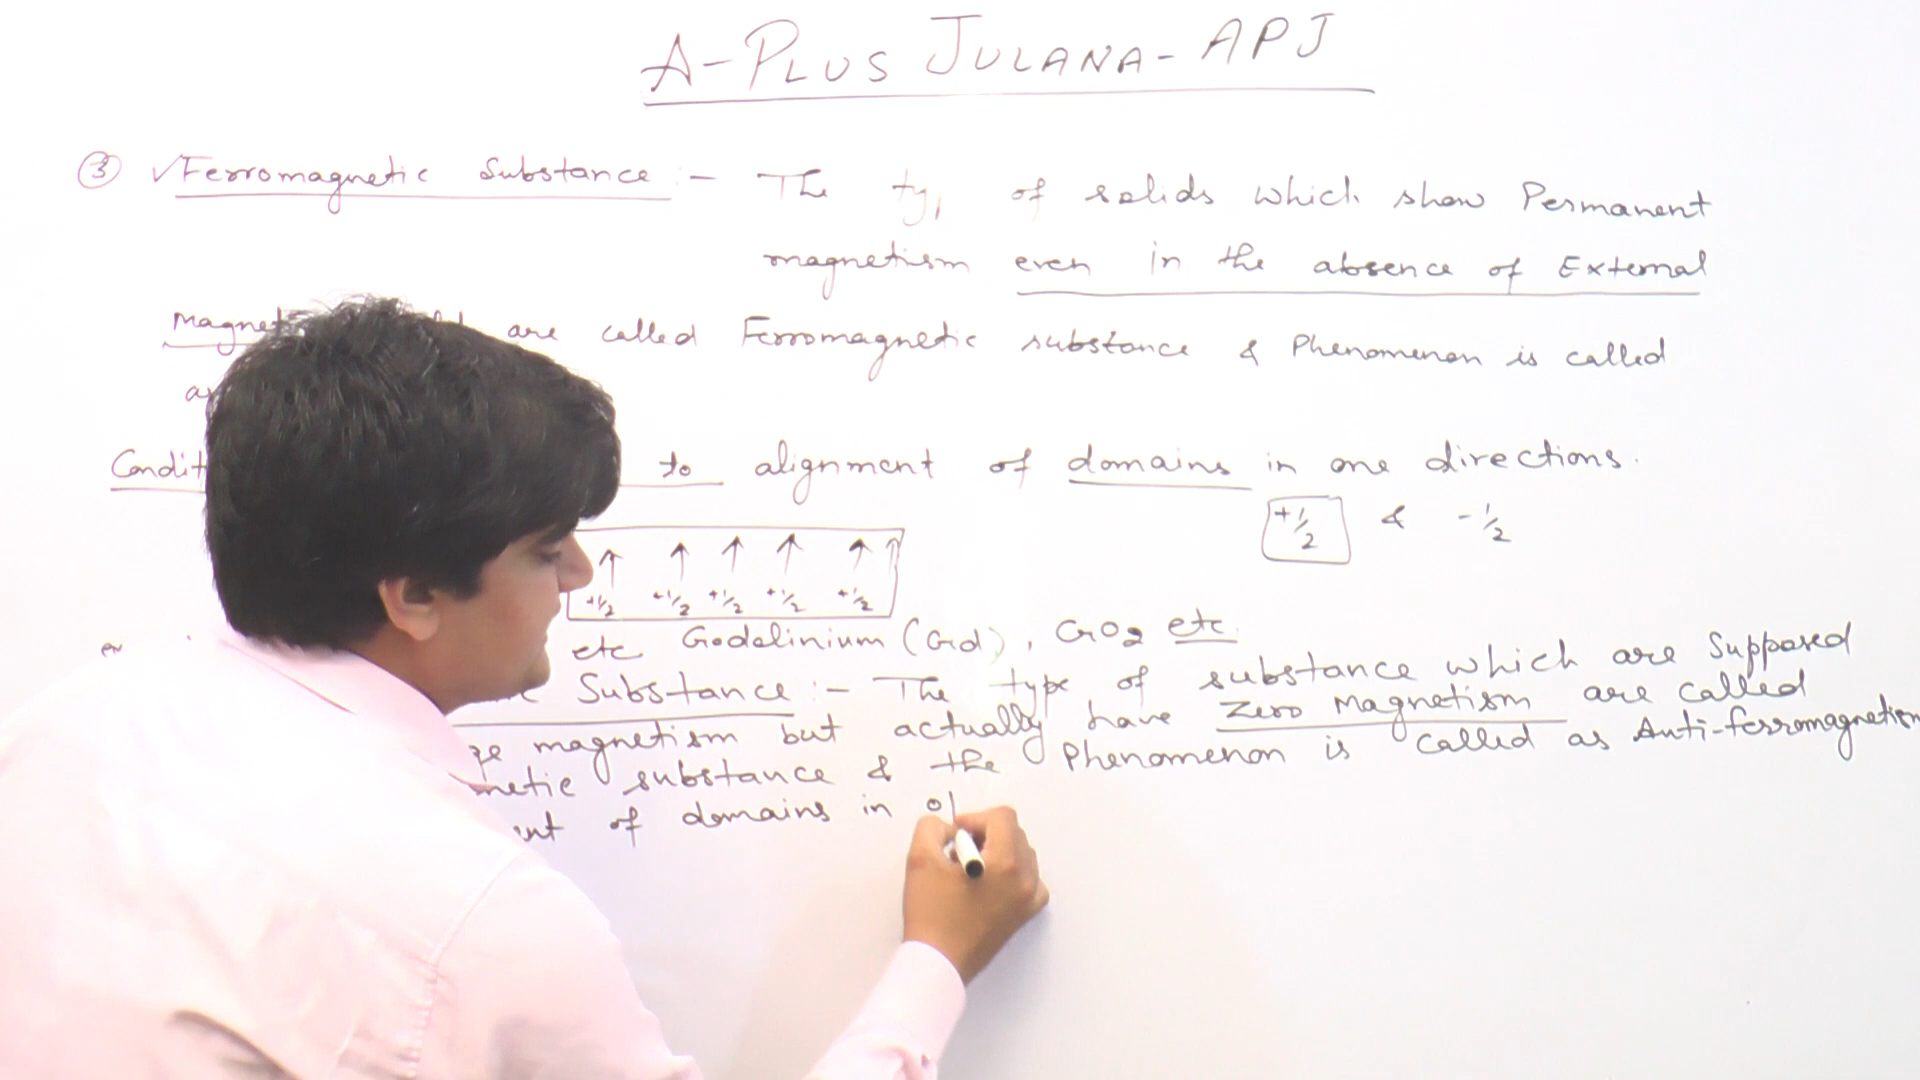 A-PLUS JULANA-APJ
③ ✓Ferromagnetic Substance :- The ty of solids which show Permanent
magnetism even in the absence of External
Magnet are called Ferromagnetic substance & Phenomenon is called
Condit to alignment of domains in one directions.
+1/2 & -1/2
+1/2 +1/2 +1/2 +1/2 +1/2
etc Gadolinium (Gd), CrO2 etc.
Substance :- The type of substance which are Supposed
magnetism but actually have Zero Magnetism are called
netic substance & the Phenomenon is called as Anti-ferromagnetism
of domains in